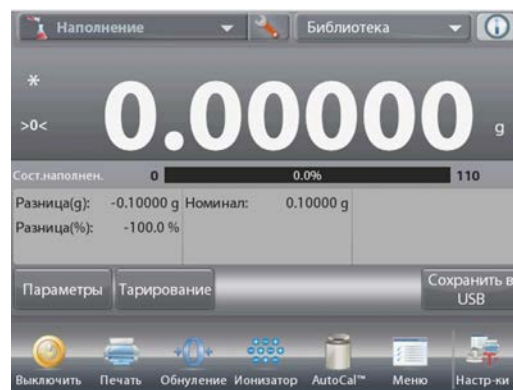 Наполнение Библиотека
*
>0< 0.00000 g
Сост.наполнен. 0 0.0% 110
Разница(g): -0.10000 g Номинал: 0.10000 g
Разница(%): -100.0 %
Параметры Тарирование Сохранить в
USB
Выключить Печать Обнуление Ионизатор AutoCal™ Меню Настр-ки